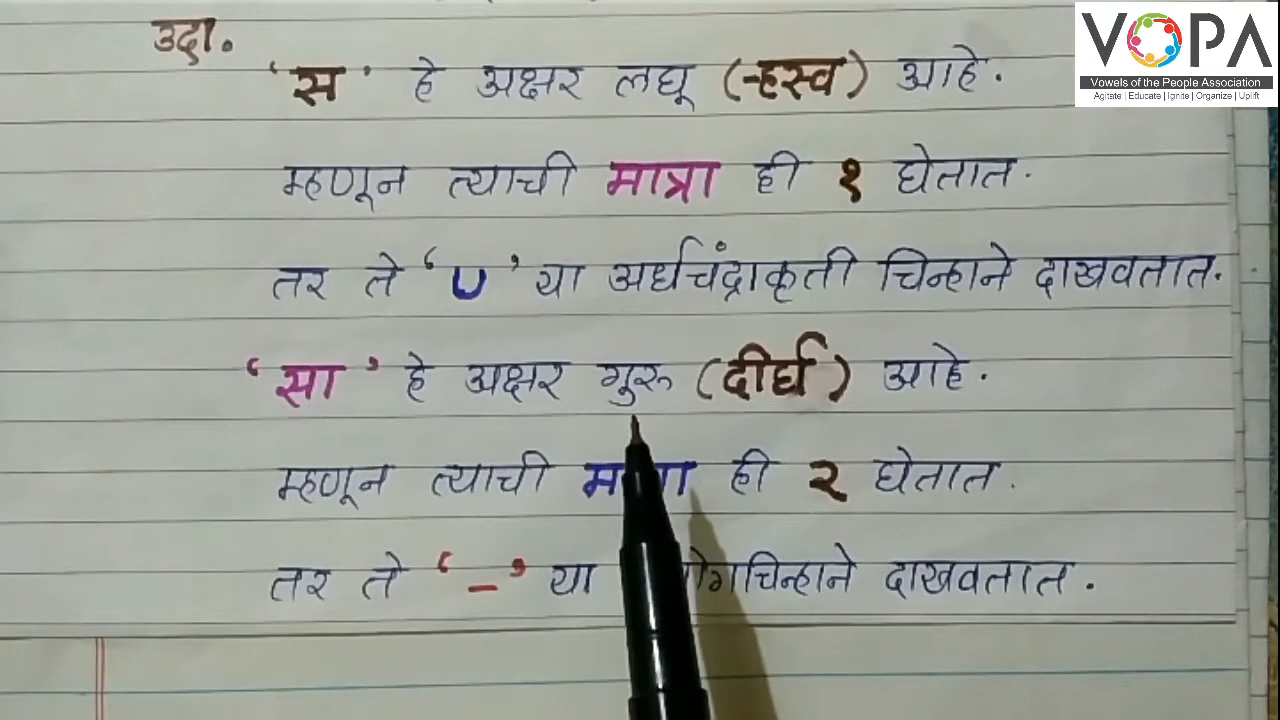 उदा.
'स' हे अक्षर लघू (ऱ्हस्व) आहे.
म्हणून त्याची मात्रा ही १ घेतात.
तर ते 'U' या अर्धचंद्राकृती चिन्हाने दाखवतात.
'सा' हे अक्षर गुरु (दीर्घ) आहे.
म्हणून त्याची ही २ घेतात.
तर ते '-' या दाखवतात.
VOPA
Vowels of the People Association
Agitate | Educate | Ignite | Organize | Uplift